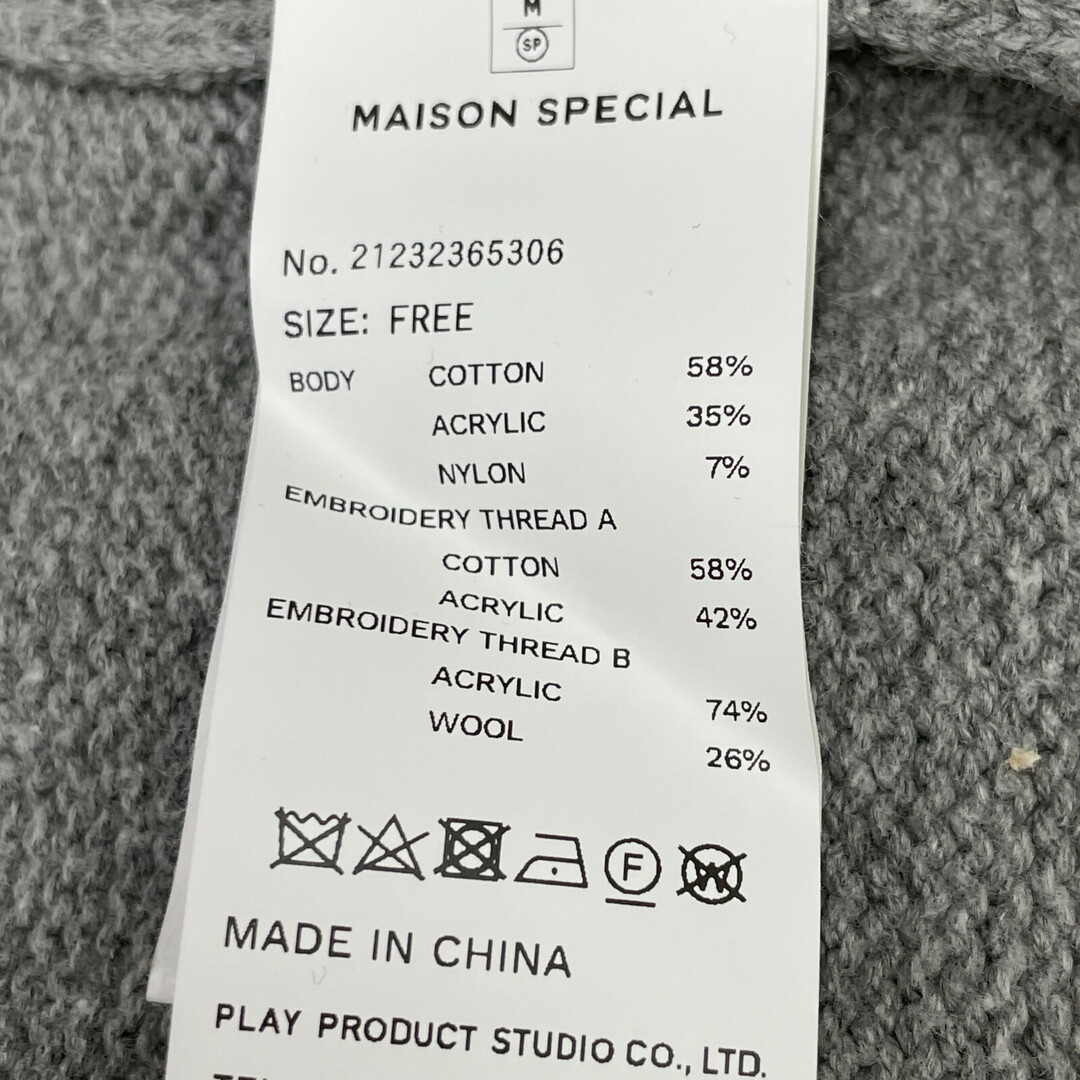 M
SP
MAISON SPECIAL
No. 21232365306
SIZE: FREE
BODY COTTON 58%
ACRYLIC 35%
NYLON 7%
EMBROIDERY THREAD A
COTTON 58%
ACRYLIC 42%
EMBROIDERY THREAD B
ACRYLIC 74%
WOOL 26%
F W
MADE IN CHINA
PLAY PRODUCT STUDIO CO., LTD.